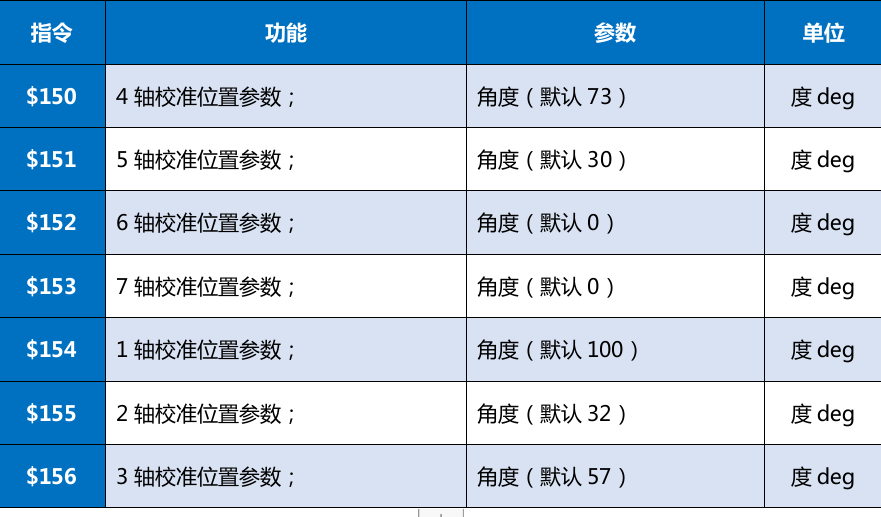 指令 功能 参数 单位
$150 4 轴校准位置参数； 角度（默认 73） 度 deg
$151 5 轴校准位置参数； 角度（默认 30） 度 deg
$152 6 轴校准位置参数； 角度（默认 0） 度 deg
$153 7 轴校准位置参数； 角度（默认 0） 度 deg
$154 1 轴校准位置参数； 角度（默认 100） 度 deg
$155 2 轴校准位置参数； 角度（默认 32） 度 deg
$156 3 轴校准位置参数； 角度（默认 57） 度 deg